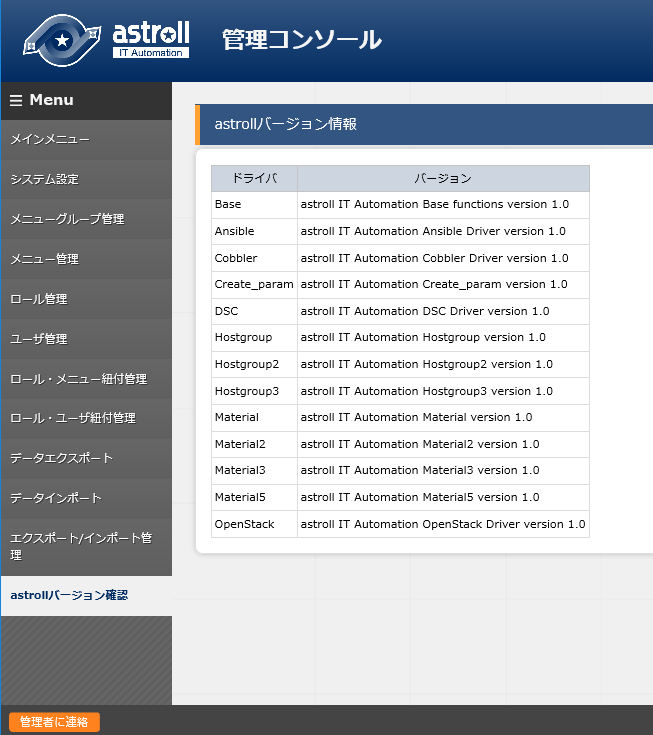 astroll
IT Automation
管理コンソール
Menu
メインメニュー
システム設定
メニューグループ管理
メニュー管理
ロール管理
ユーザ管理
ロール・メニュー紐付管理
ロール・ユーザ紐付管理
データエクスポート
データインポート
エクスポート/インポート管
理
astrollバージョン確認
astrollバージョン情報
ドライバ バージョン
Base astroll IT Automation Base functions version 1.0
Ansible astroll IT Automation Ansible Driver version 1.0
Cobbler astroll IT Automation Cobbler Driver version 1.0
Create_param astroll IT Automation Create_param version 1.0
DSC astroll IT Automation DSC Driver version 1.0
Hostgroup astroll IT Automation Hostgroup version 1.0
Hostgroup2 astroll IT Automation Hostgroup2 version 1.0
Hostgroup3 astroll IT Automation Hostgroup3 version 1.0
Material astroll IT Automation Material version 1.0
Material2 astroll IT Automation Material2 version 1.0
Material3 astroll IT Automation Material3 version 1.0
Material5 astroll IT Automation Material5 version 1.0
OpenStack astroll IT Automation OpenStack Driver version 1.0
管理者に連絡